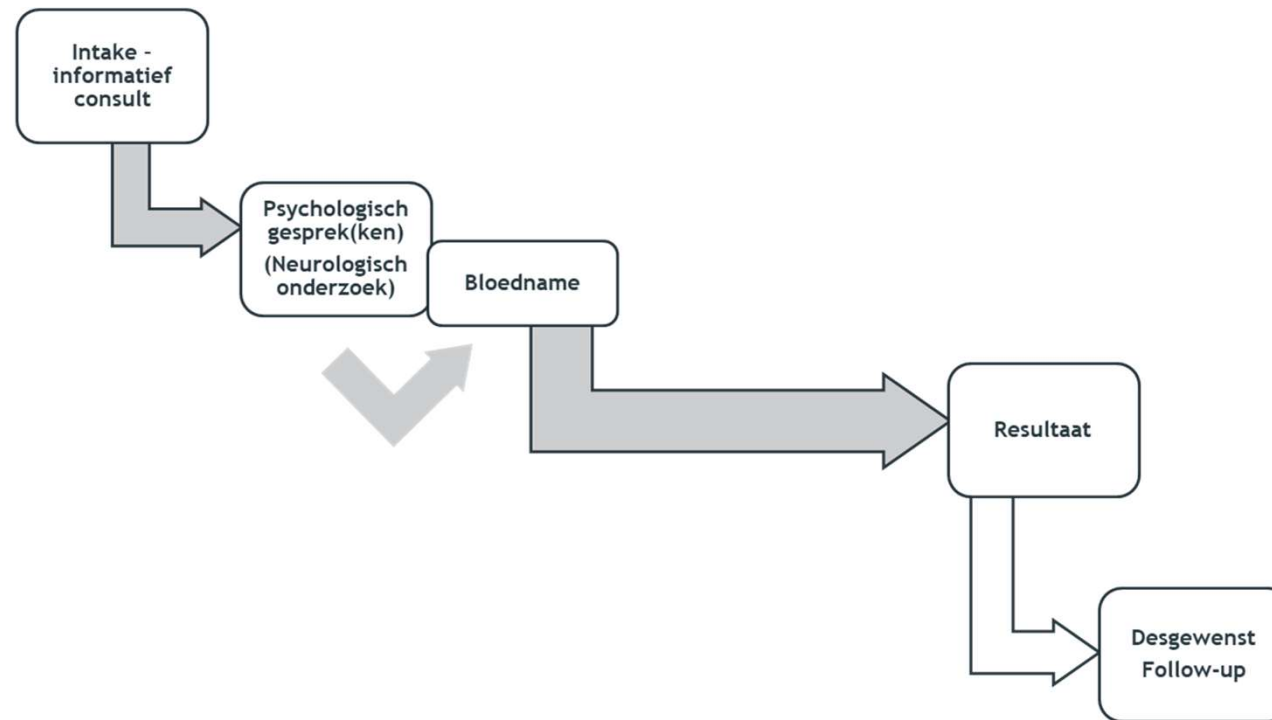 Intake -
informatief
consult
Psychologisch
gesprek(ken)
(Neurologisch
onderzoek)
Bloedname
Resultaat
Desgewenst
Follow-up